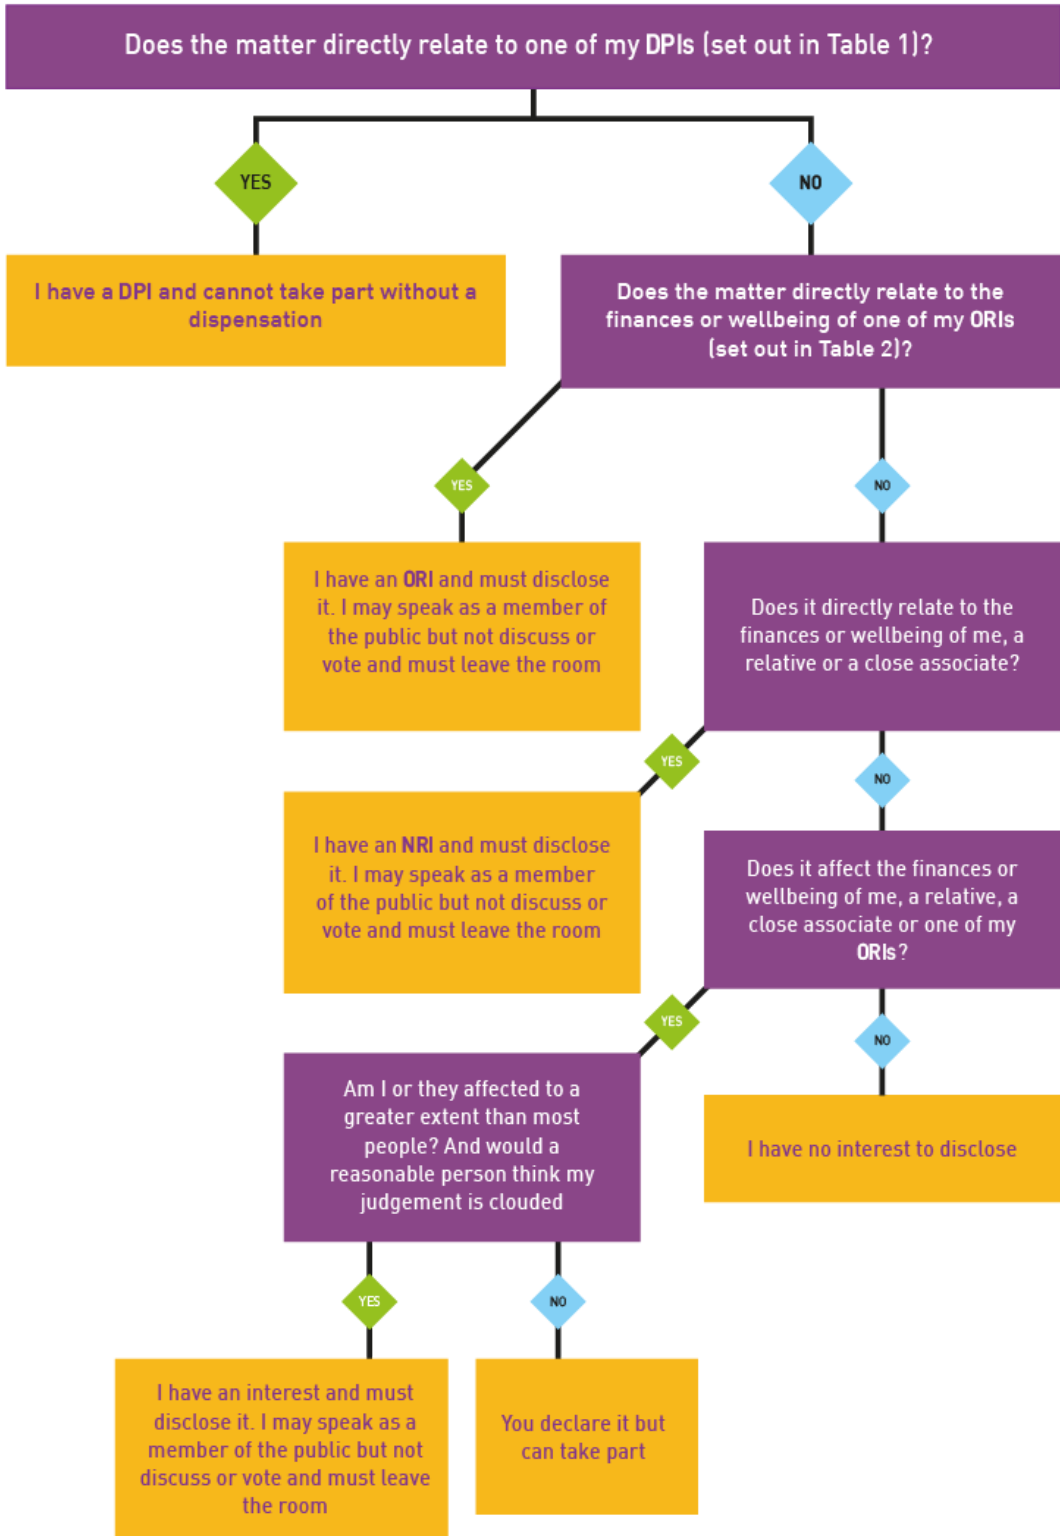 Does the matter directly relate to one of my DPIs (set out in Table 1)?
YES
NO
I have a DPI and cannot take part without a
dispensation
Does the matter directly relate to the
finances or wellbeing of one of my ORIs
(set out in Table 2)?
YES
NO
I have an ORI and must disclose
it. I may speak as a member of
the public but not discuss or
vote and must leave the room
Does it directly relate to the
finances or wellbeing of me, a
relative or a close associate?
YES
NO
I have an NRI and must disclose
it. I may speak as a member
of the public but not discuss or
vote and must leave the room
Does it affect the finances or
wellbeing of me, a relative, a
close associate or one of my
ORIs?
YES
NO
Am I or they affected to a
greater extent than most
people? And would a
reasonable person think my
judgement is clouded
I have no interest to disclose
YES
NO
I have an interest and must
disclose it. I may speak as a
member of the public but not
discuss or vote and must leave
the room
You declare it but
can take part